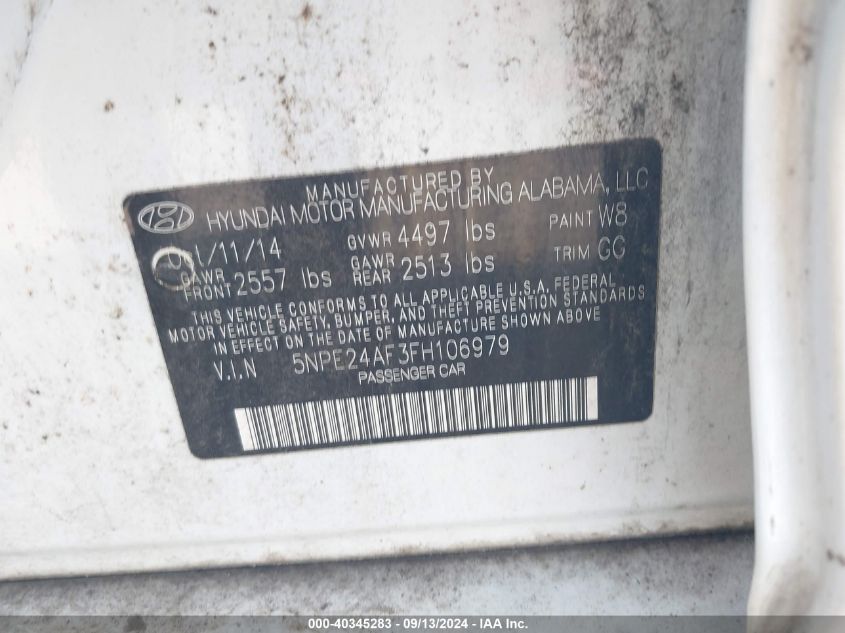 MANUFACTURED BY
HYUNDAI MOTOR MANUFACTURING ALABAMA, LLC
/11/14 GVWR 4497 lbs PAINT W8
GAWR FRONT 2557 lbs GAWR REAR 2513 lbs TRIM GG
THIS VEHICLE CONFORMS TO ALL APPLICABLE U.S.A. FEDERAL
MOTOR VEHICLE SAFETY, BUMPER, AND THEFT PREVENTION STANDARDS
IN EFFECT ON THE DATE OF MANUFACTURE SHOWN ABOVE
V.I.N 5NPE24AF3FH106979
PASSENGER CAR
000-40345283 - 09/13/2024 - IAA Inc.